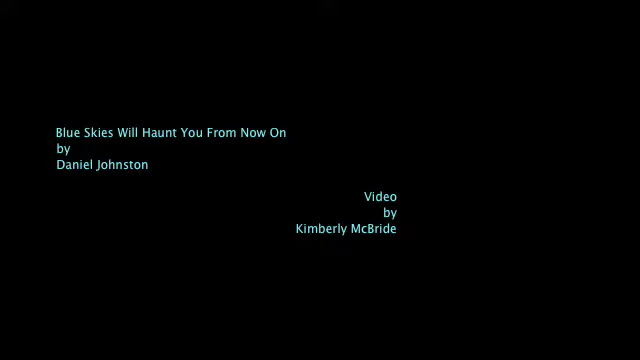 Blue Skies Will Haunt You From Now On
by
Daniel Johnston
Video
by
Kimberly McBride